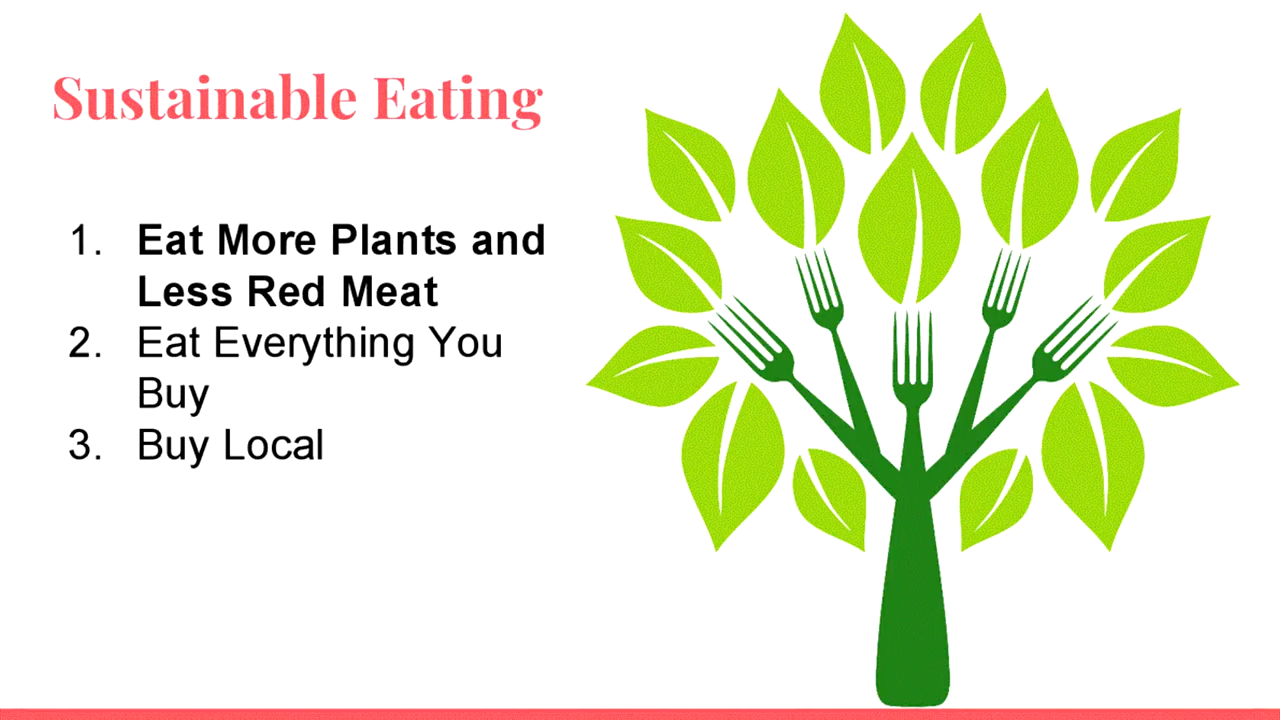 Sustainable Eating
1. Eat More Plants and
Less Red Meat
2. Eat Everything You
Buy
3. Buy Local